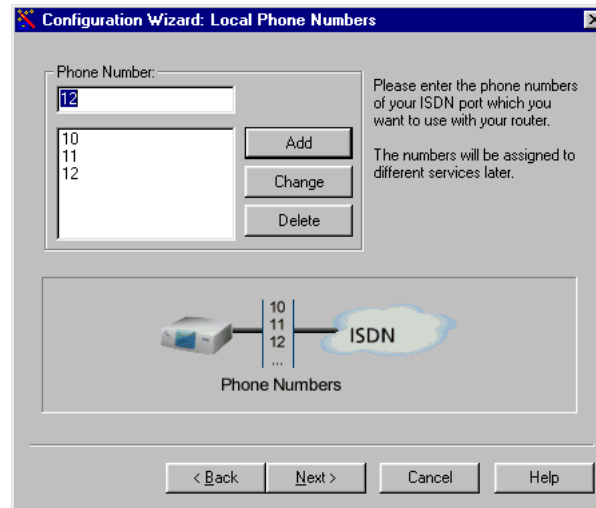 Configuration Wizard: Local Phone Numbers
Phone Number:
12
10
11
12
Add
Change
Delete
Please enter the phone numbers
of your ISDN port which you
want to use with your router.
The numbers will be assigned to
different services later.
10
11
12
...
ISDN
Phone Numbers
< Back
Next >
Cancel
Help